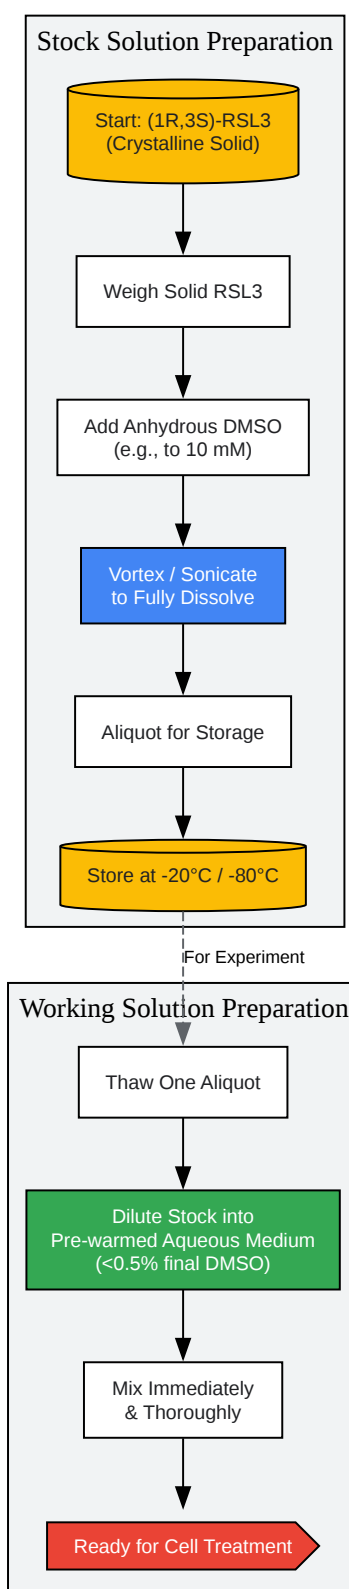 Stock Solution Preparation
Start: (1R,3S)-RSL3
(Crystalline Solid)
Weigh Solid RSL3
Add Anhydrous DMSO
(e.g., to 10 mM)
Vortex / Sonicate
to Fully Dissolve
Aliquot for Storage
Store at -20°C / -80°C
For Experiment
Working Solution Preparation
Thaw One Aliquot
Dilute Stock into
Pre-warmed Aqueous Medium
(<0.5% final DMSO)
Mix Immediately
& Thoroughly
Ready for Cell Treatment